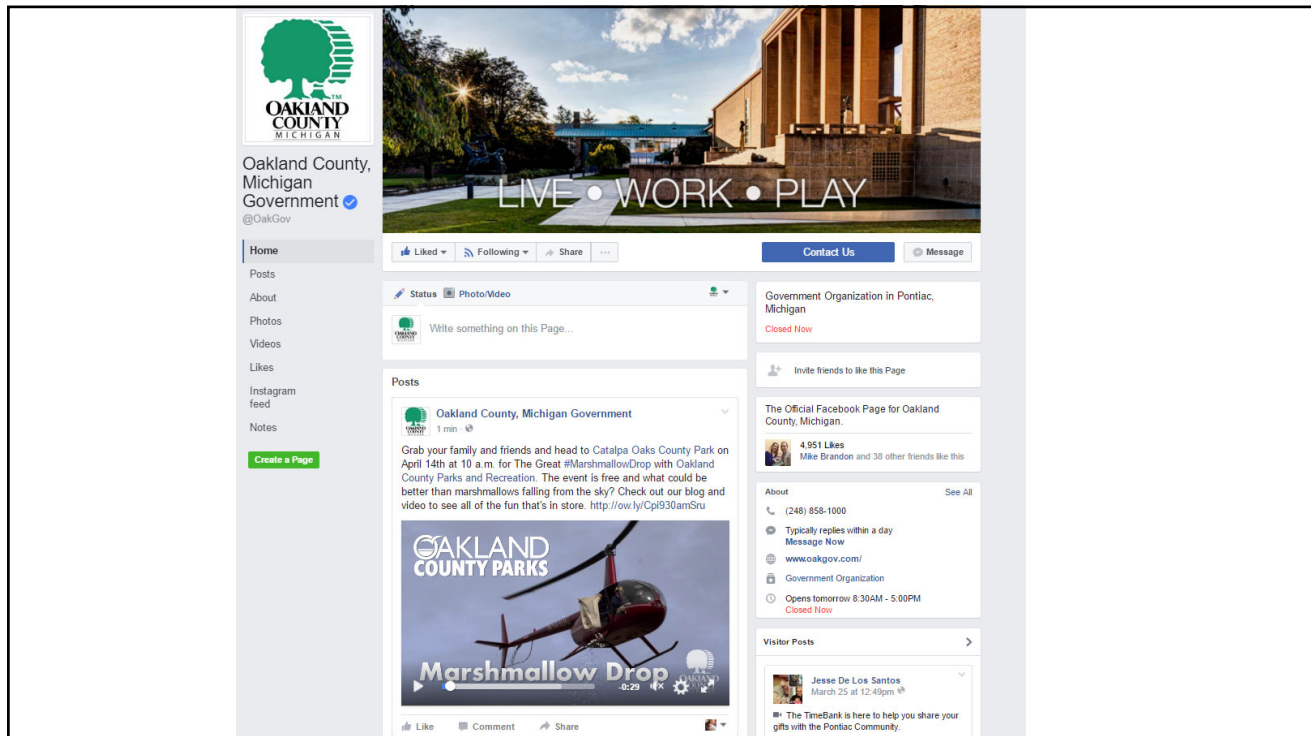 OAKLAND
COUNTY
MICHIGAN
TM
Oakland County,
Michigan
Government
@OakGov
Home
Posts
About
Photos
Videos
Likes
Instagram
feed
Notes
Create a Page
LIVE • WORK • PLAY
Liked Following Share ...
Contact Us Message
Status Photo/Video
Write something on this Page...
Posts
Oakland County, Michigan Government
1 min ·
Grab your family and friends and head to Catalpa Oaks County Park on
April 14th at 10 a.m. for The Great #MarshmallowDrop with Oakland
County Parks and Recreation. The event is free and what could be
better than marshmallows falling from the sky? Check out our blog and
video to see all of the fun that's in store. http://ow.ly/Cpi930amSru
OAKLAND
COUNTY PARKS
Marshmallow Drop
-0:29
Like Comment Share
Government Organization in Pontiac,
Michigan
Closed Now
Invite friends to like this Page
The Official Facebook Page for Oakland
County, Michigan.
4,951 Likes
Mike Brandon and 38 other friends like this
About See All
(248) 858-1000
Typically replies within a day
Message Now
www.oakgov.com/
Government Organization
Opens tomorrow 8:30AM - 5:00PM
Closed Now
Visitor Posts
Jesse De Los Santos
March 25 at 12:49pm
The TimeBank is here to help you share your
gifts with the Pontiac Community.